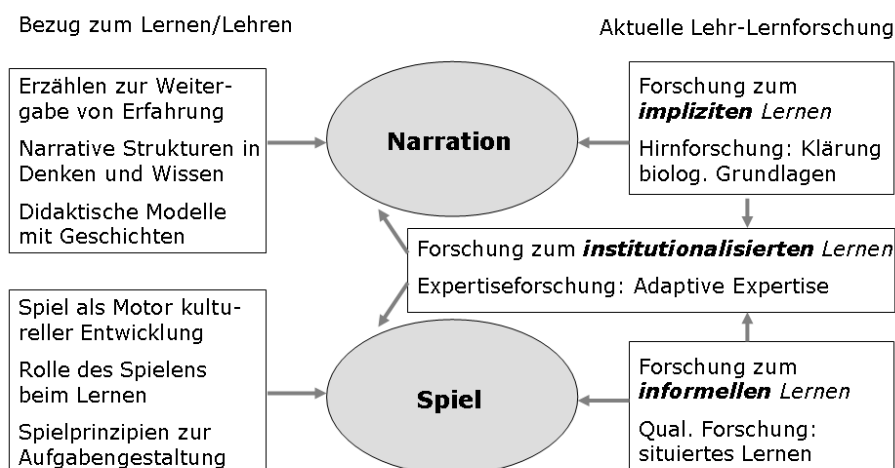 Bezug zum Lernen/Lehren
Aktuelle Lehr-Lernforschung
Erzählen zur Weiter-
gabe von Erfahrung
Narrative Strukturen in
Denken und Wissen
Didaktische Modelle
mit Geschichten
Narration
Forschung zum
impliziten Lernen
Hirnforschung: Klärung
biolog. Grundlagen
Forschung zum institutionalisierten Lernen
Expertiseforschung: Adaptive Expertise
Spiel als Motor kultu-
reller Entwicklung
Rolle des Spielens
beim Lernen
Spielprinzipien zur
Aufgabengestaltung
Spiel
Forschung zum
informellen Lernen
Qual. Forschung:
situiertes Lernen